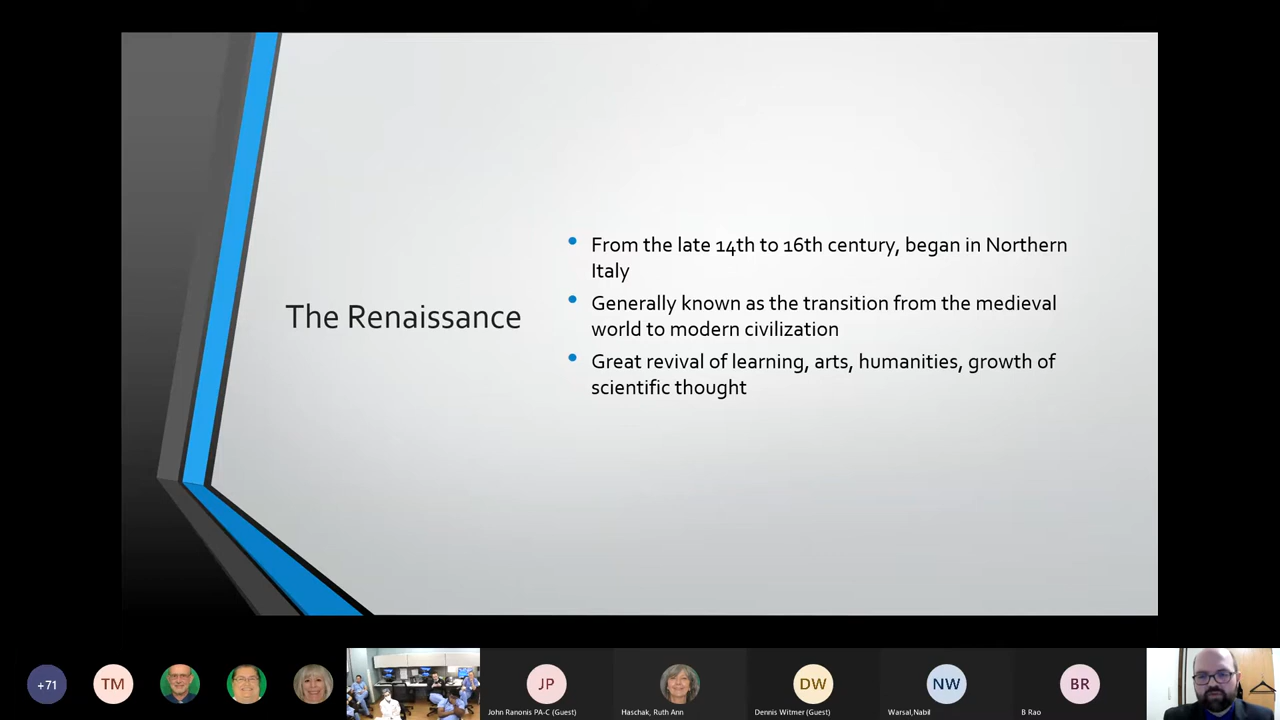 From the late 14th to 16th century, began in Northern
Italy
Generally known as the transition from the medieval
world to modern civilization
The Renaissance
Great revival of learning, arts, humanities, growth of
scientific thought
+71
TM
JP
DW
NW
BR
John Ranonis PA-C (Guest)
Haschak, Ruth Ann
Dennis Witmer (Guest)
Warsal,Nabil
B Rao